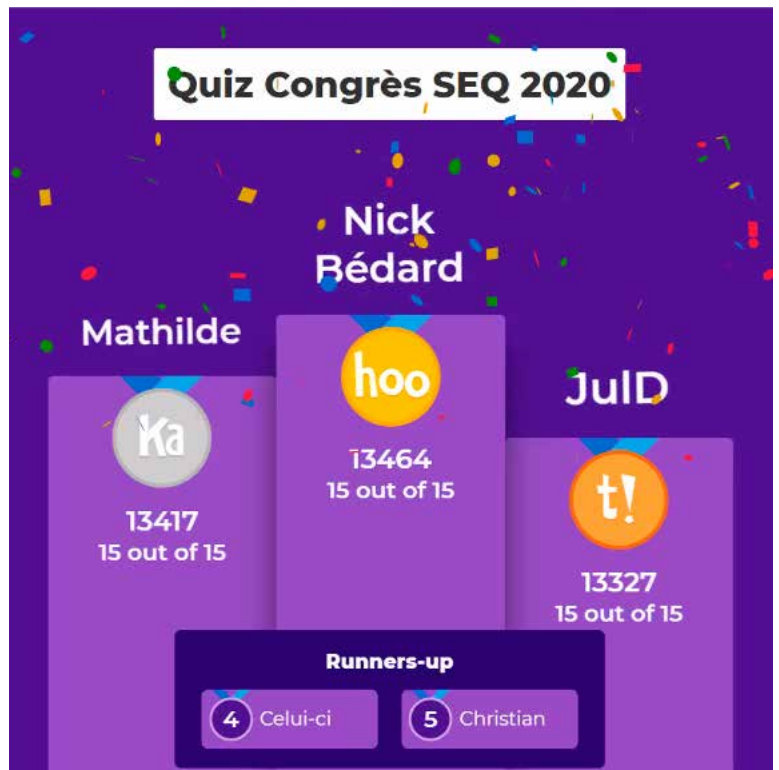 Quiz Congrès SEQ 2020
Nick
Bédard
Mathilde
JulD
hoo
Ka
t!
13464
15 out of 15
13417
15 out of 15
13327
15 out of 15
Runners-up
4 Celui-ci
5 Christian